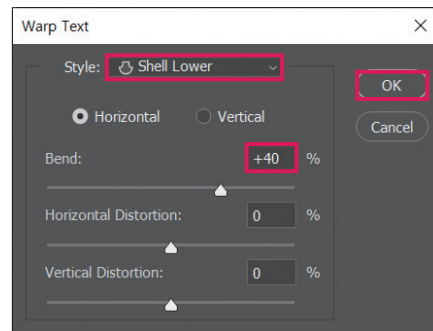 Warp Text
Style: Shell Lower
OK
Horizontal Vertical
Cancel
Bend: +40 %
Horizontal Distortion: 0 %
Vertical Distortion: 0 %